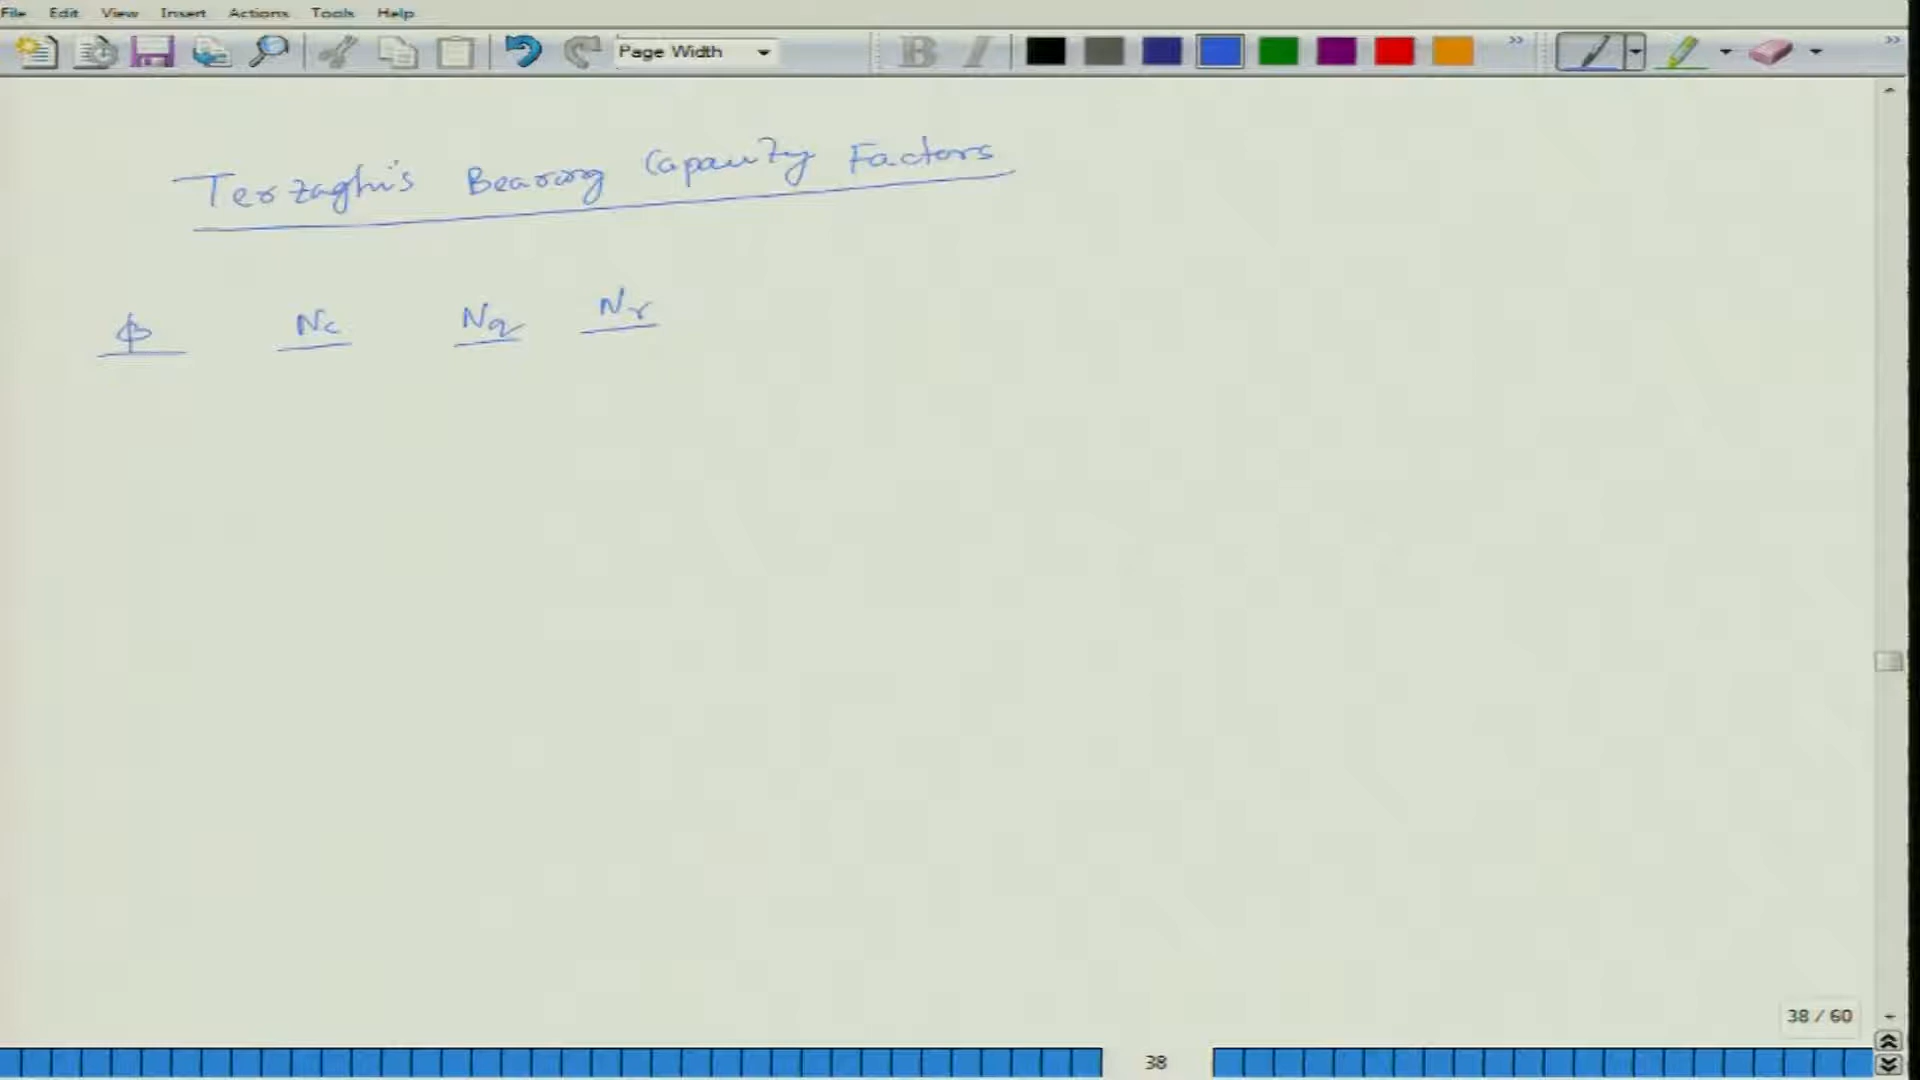 File Edit View Insert Actions Tools Help
Page Width B I
Terzaghi's Bearing Capacity Factors
ϕ Nc Nq Nγ
38 / 60
38